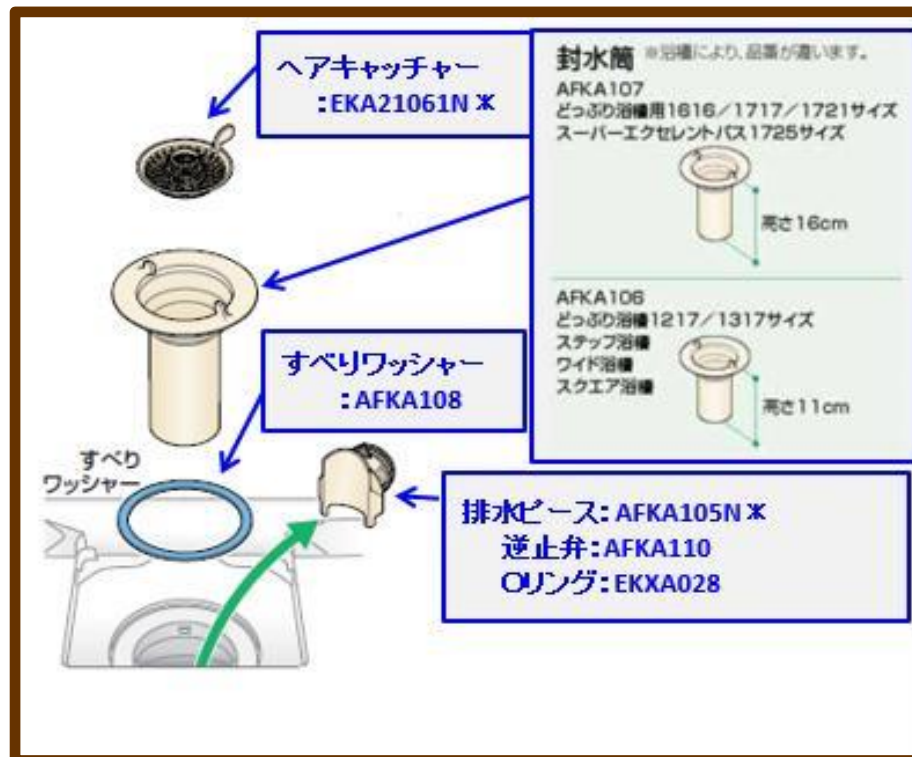 ヘアキャッチャー
:EKA21061N※
封水筒 ※浴槽により、品番が違います。
AFKA107
どっぷり浴槽用1616/1717/1721サイズ
スーパーエクセレントバス1725サイズ
高さ16cm
AFKA106
どっぷり浴槽1217/1317サイズ
ステップ浴槽
ワイド浴槽
スクエア浴槽
高さ11cm
すべりワッシャー
:AFKA108
すべり
ワッシャー
排水ピース:AFKA105N※
逆止弁:AFKA110
Oリング:EKXA028